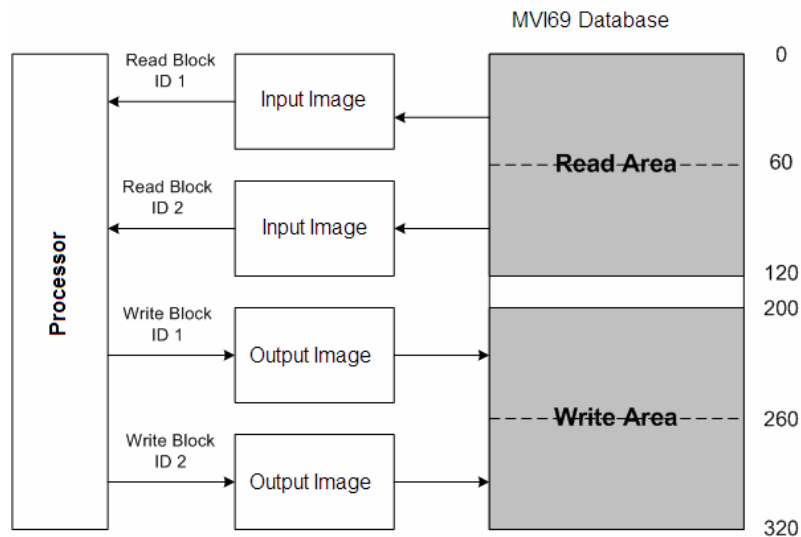 MVI69 Database
Read Block
ID 1
Input Image
0
Read Area
60
Read Block
ID 2
Input Image
120
Processor
Write Block
ID 1
Output Image
200
Write Area
260
Write Block
ID 2
Output Image
320